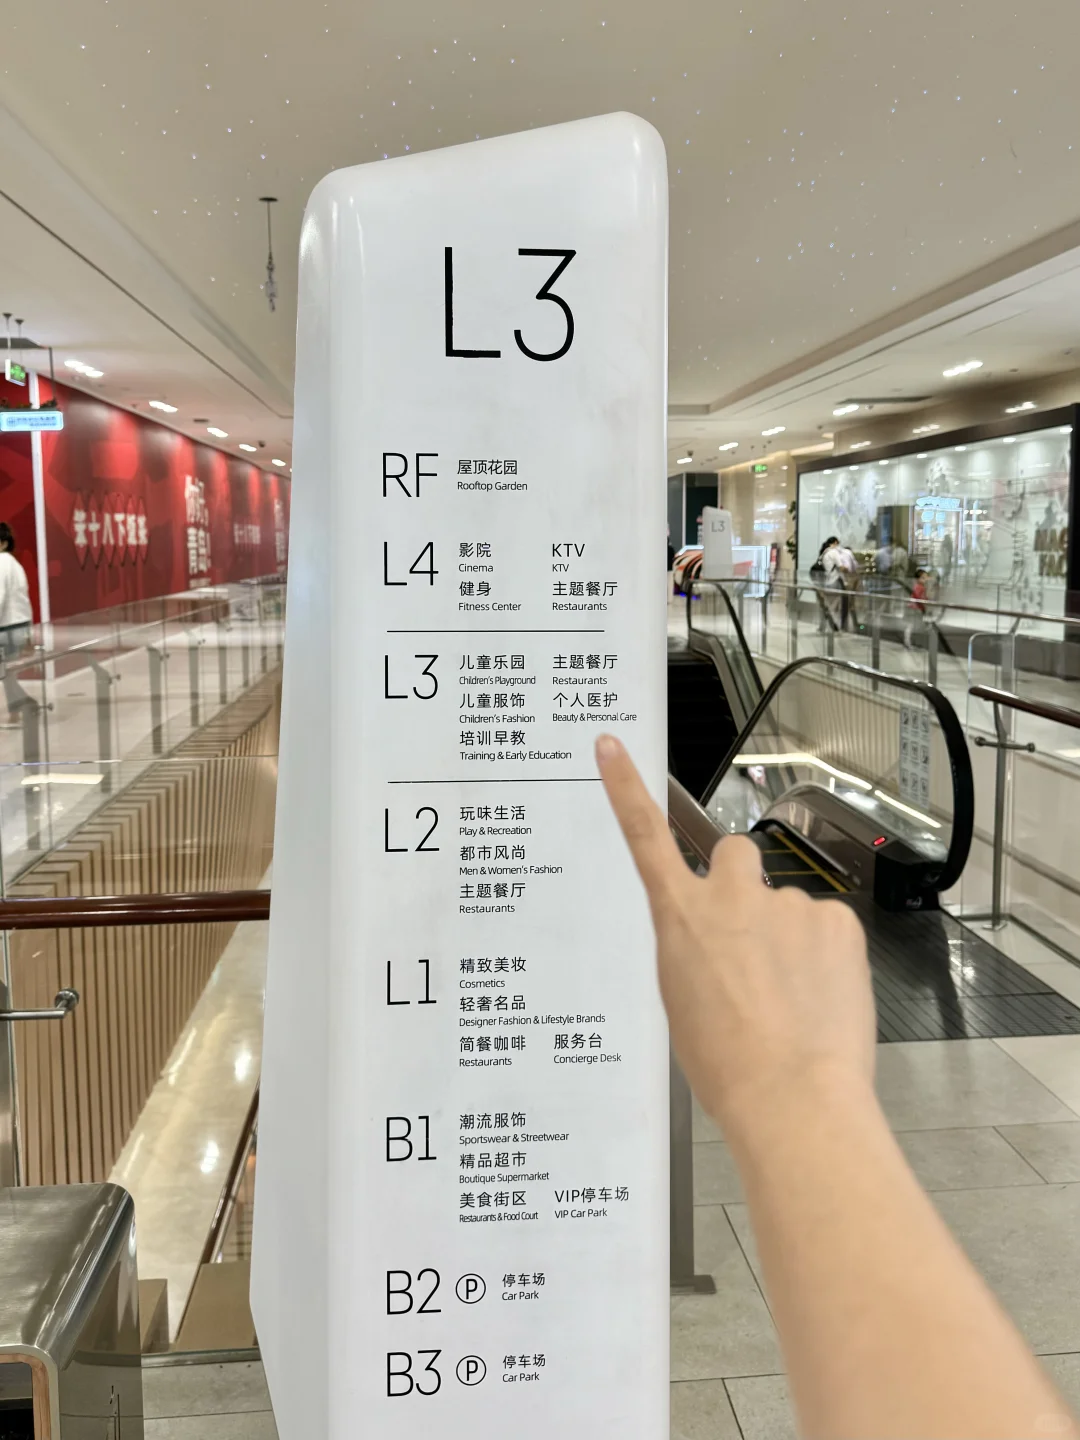 L3
RF 屋顶花园
Rooftop Garden
L4 影院 KTV
Cinema KTV
健身 主题餐厅
Fitness Center Restaurants
L3 儿童乐园 主题餐厅
Children's Playground Restaurants
儿童服饰 个人医护
Children's Fashion Beauty & Personal Care
培训早教
Training & Early Education
L2 玩味生活
Play & Recreation
都市风尚
Men & Women's Fashion
主题餐厅
Restaurants
L1 精致美妆
Cosmetics
轻奢名品
Designer Fashion & Lifestyle Brands
简餐咖啡 服务台
Restaurants Concierge Desk
B1 潮流服饰
Sportswear & Streetwear
精品超市
Boutique Supermarket
美食街区 VIP停车场
Restaurants & Food Court VIP Car Park
B2 P 停车场
Car Park
B3 P 停车场
Car Park
L3